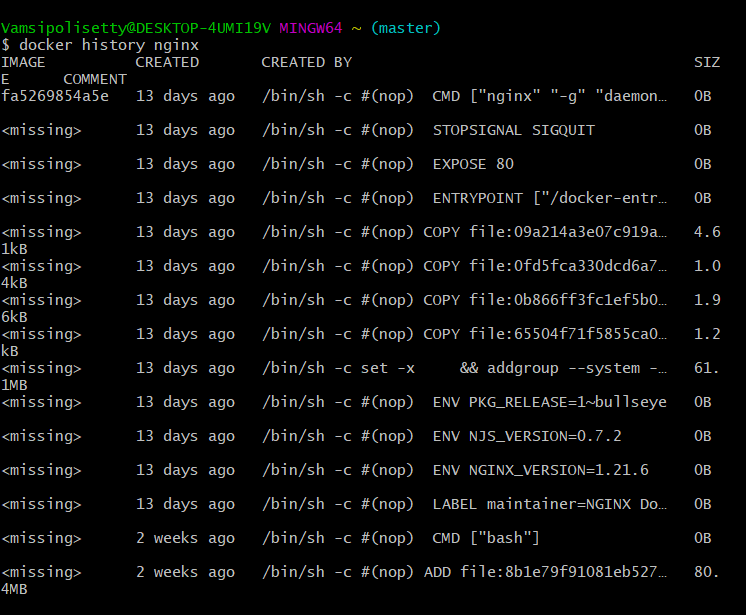 Vamsipolisetty@DESKTOP-4UMI19V MINGW64 ~ (master)
$ docker history nginx
IMAGE          CREATED       CREATED BY                                      SIZ
E      COMMENT
fa5269854a5e   13 days ago   /bin/sh -c #(nop)  CMD ["nginx" "-g" "daemon…   0B
<missing>      13 days ago   /bin/sh -c #(nop)  STOPSIGNAL SIGQUIT           0B
<missing>      13 days ago   /bin/sh -c #(nop)  EXPOSE 80                    0B
<missing>      13 days ago   /bin/sh -c #(nop)  ENTRYPOINT ["/docker-entr…   0B
<missing>      13 days ago   /bin/sh -c #(nop) COPY file:09a214a3e07c919a…   4.6
1kB
<missing>      13 days ago   /bin/sh -c #(nop) COPY file:0fd5fca330dcd6a7…   1.0
4kB
<missing>      13 days ago   /bin/sh -c #(nop) COPY file:0b866ff3fc1ef5b0…   1.9
6kB
<missing>      13 days ago   /bin/sh -c #(nop) COPY file:65504f71f5855ca0…   1.2
kB
<missing>      13 days ago   /bin/sh -c set -x     && addgroup --system -…   61.
1MB
<missing>      13 days ago   /bin/sh -c #(nop)  ENV PKG_RELEASE=1~bullseye   0B
<missing>      13 days ago   /bin/sh -c #(nop)  ENV NJS_VERSION=0.7.2        0B
<missing>      13 days ago   /bin/sh -c #(nop)  ENV NGINX_VERSION=1.21.6     0B
<missing>      13 days ago   /bin/sh -c #(nop)  LABEL maintainer=NGINX Do…   0B
<missing>      2 weeks ago   /bin/sh -c #(nop)  CMD ["bash"]                 0B
<missing>      2 weeks ago   /bin/sh -c #(nop) ADD file:8b1e79f91081eb527…   80.
4MB